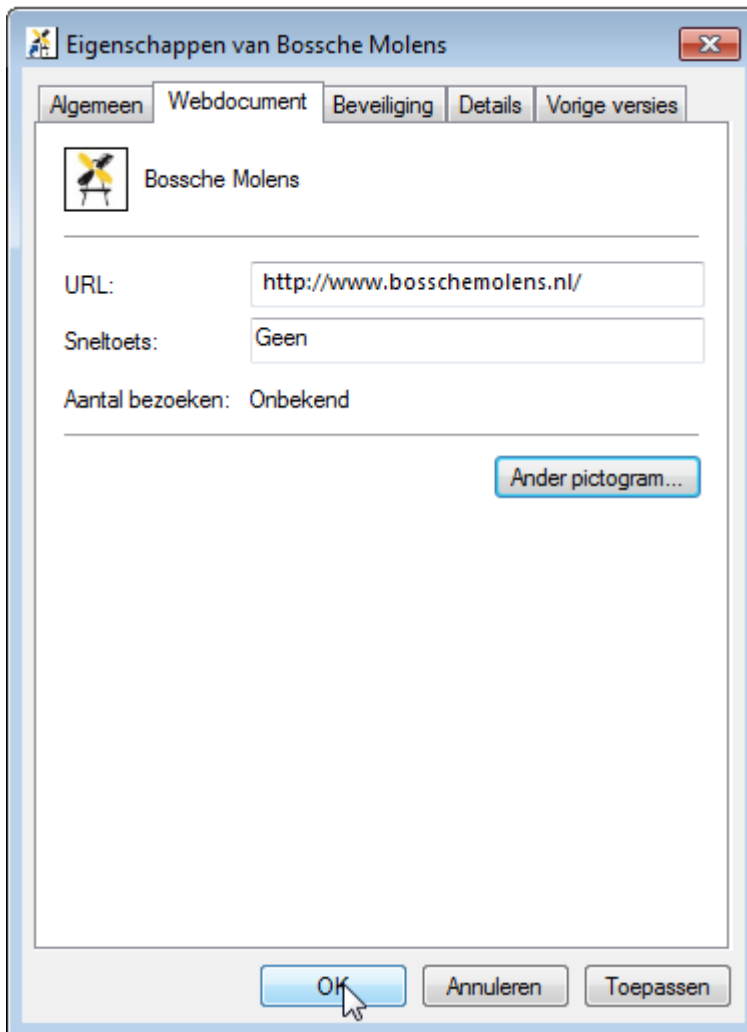 Eigenschappen van Bossche Molens
Algemeen Webdocument Beveiliging Details Vorige versies
Bossche Molens
URL: http://www.bosschemolens.nl/
Sneltoets: Geen
Aantal bezoeken: Onbekend
Ander pictogram...
OK Annuleren Toepassen